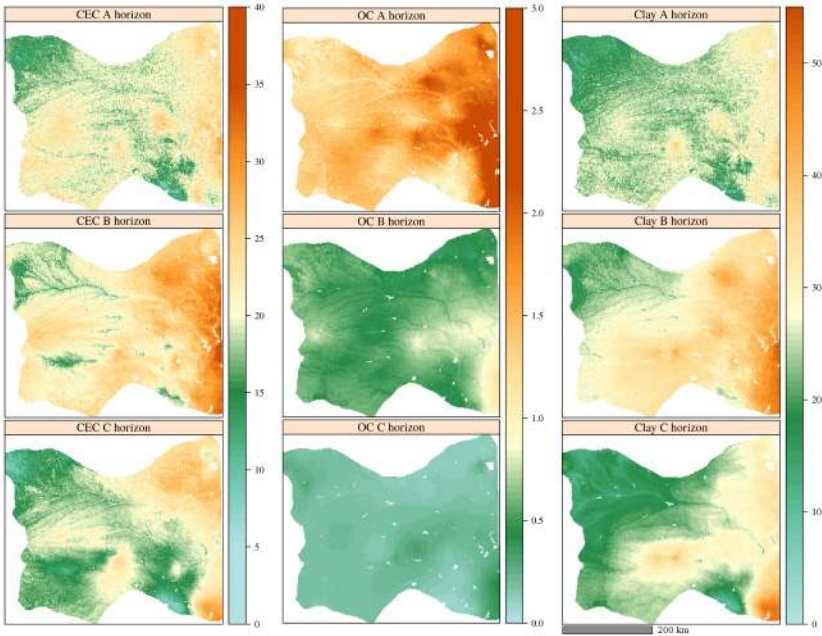 CEC A horizon
OC A horizon
Clay A horizon
40
35
30
25
20
15
10
5
0
3.0
2.5
2.0
1.5
1.0
0.5
0.0
50
40
30
20
10
0
CEC B horizon
OC B horizon
Clay B horizon
CEC C horizon
OC C horizon
Clay C horizon
200 km